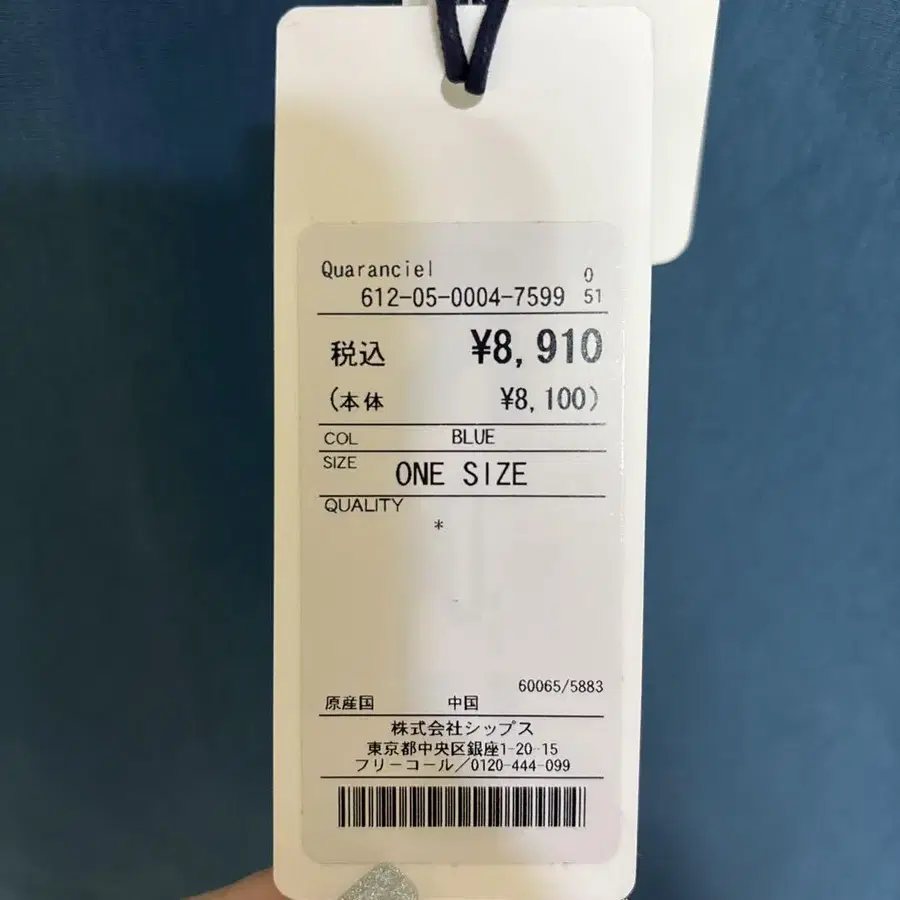 Quaranciel
0
612-05-0004-7599 51
税込 ¥8,910
(本体 ¥8,100)
COL BLUE
SIZE ONE SIZE
QUALITY
*
60065/5883
原産国 中国
株式会社シップス
東京都中央区銀座1-20-15
フリーコール／0120-444-099